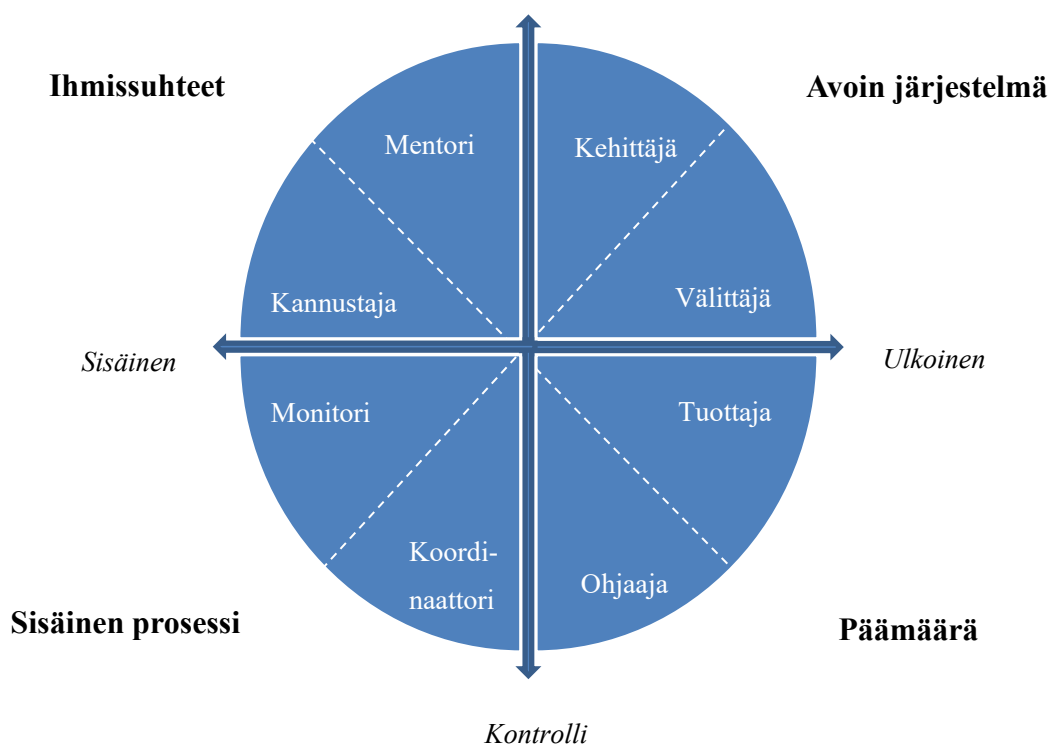 Ihmissuhteet
Avoin järjestelmä
Mentori
Kehittäjä
Kannustaja
Välittäjä
Sisäinen
Ulkoinen
Monitori
Tuottaja
Koordi-
naattori
Ohjaaja
Sisäinen prosessi
Päämäärä
Kontrolli